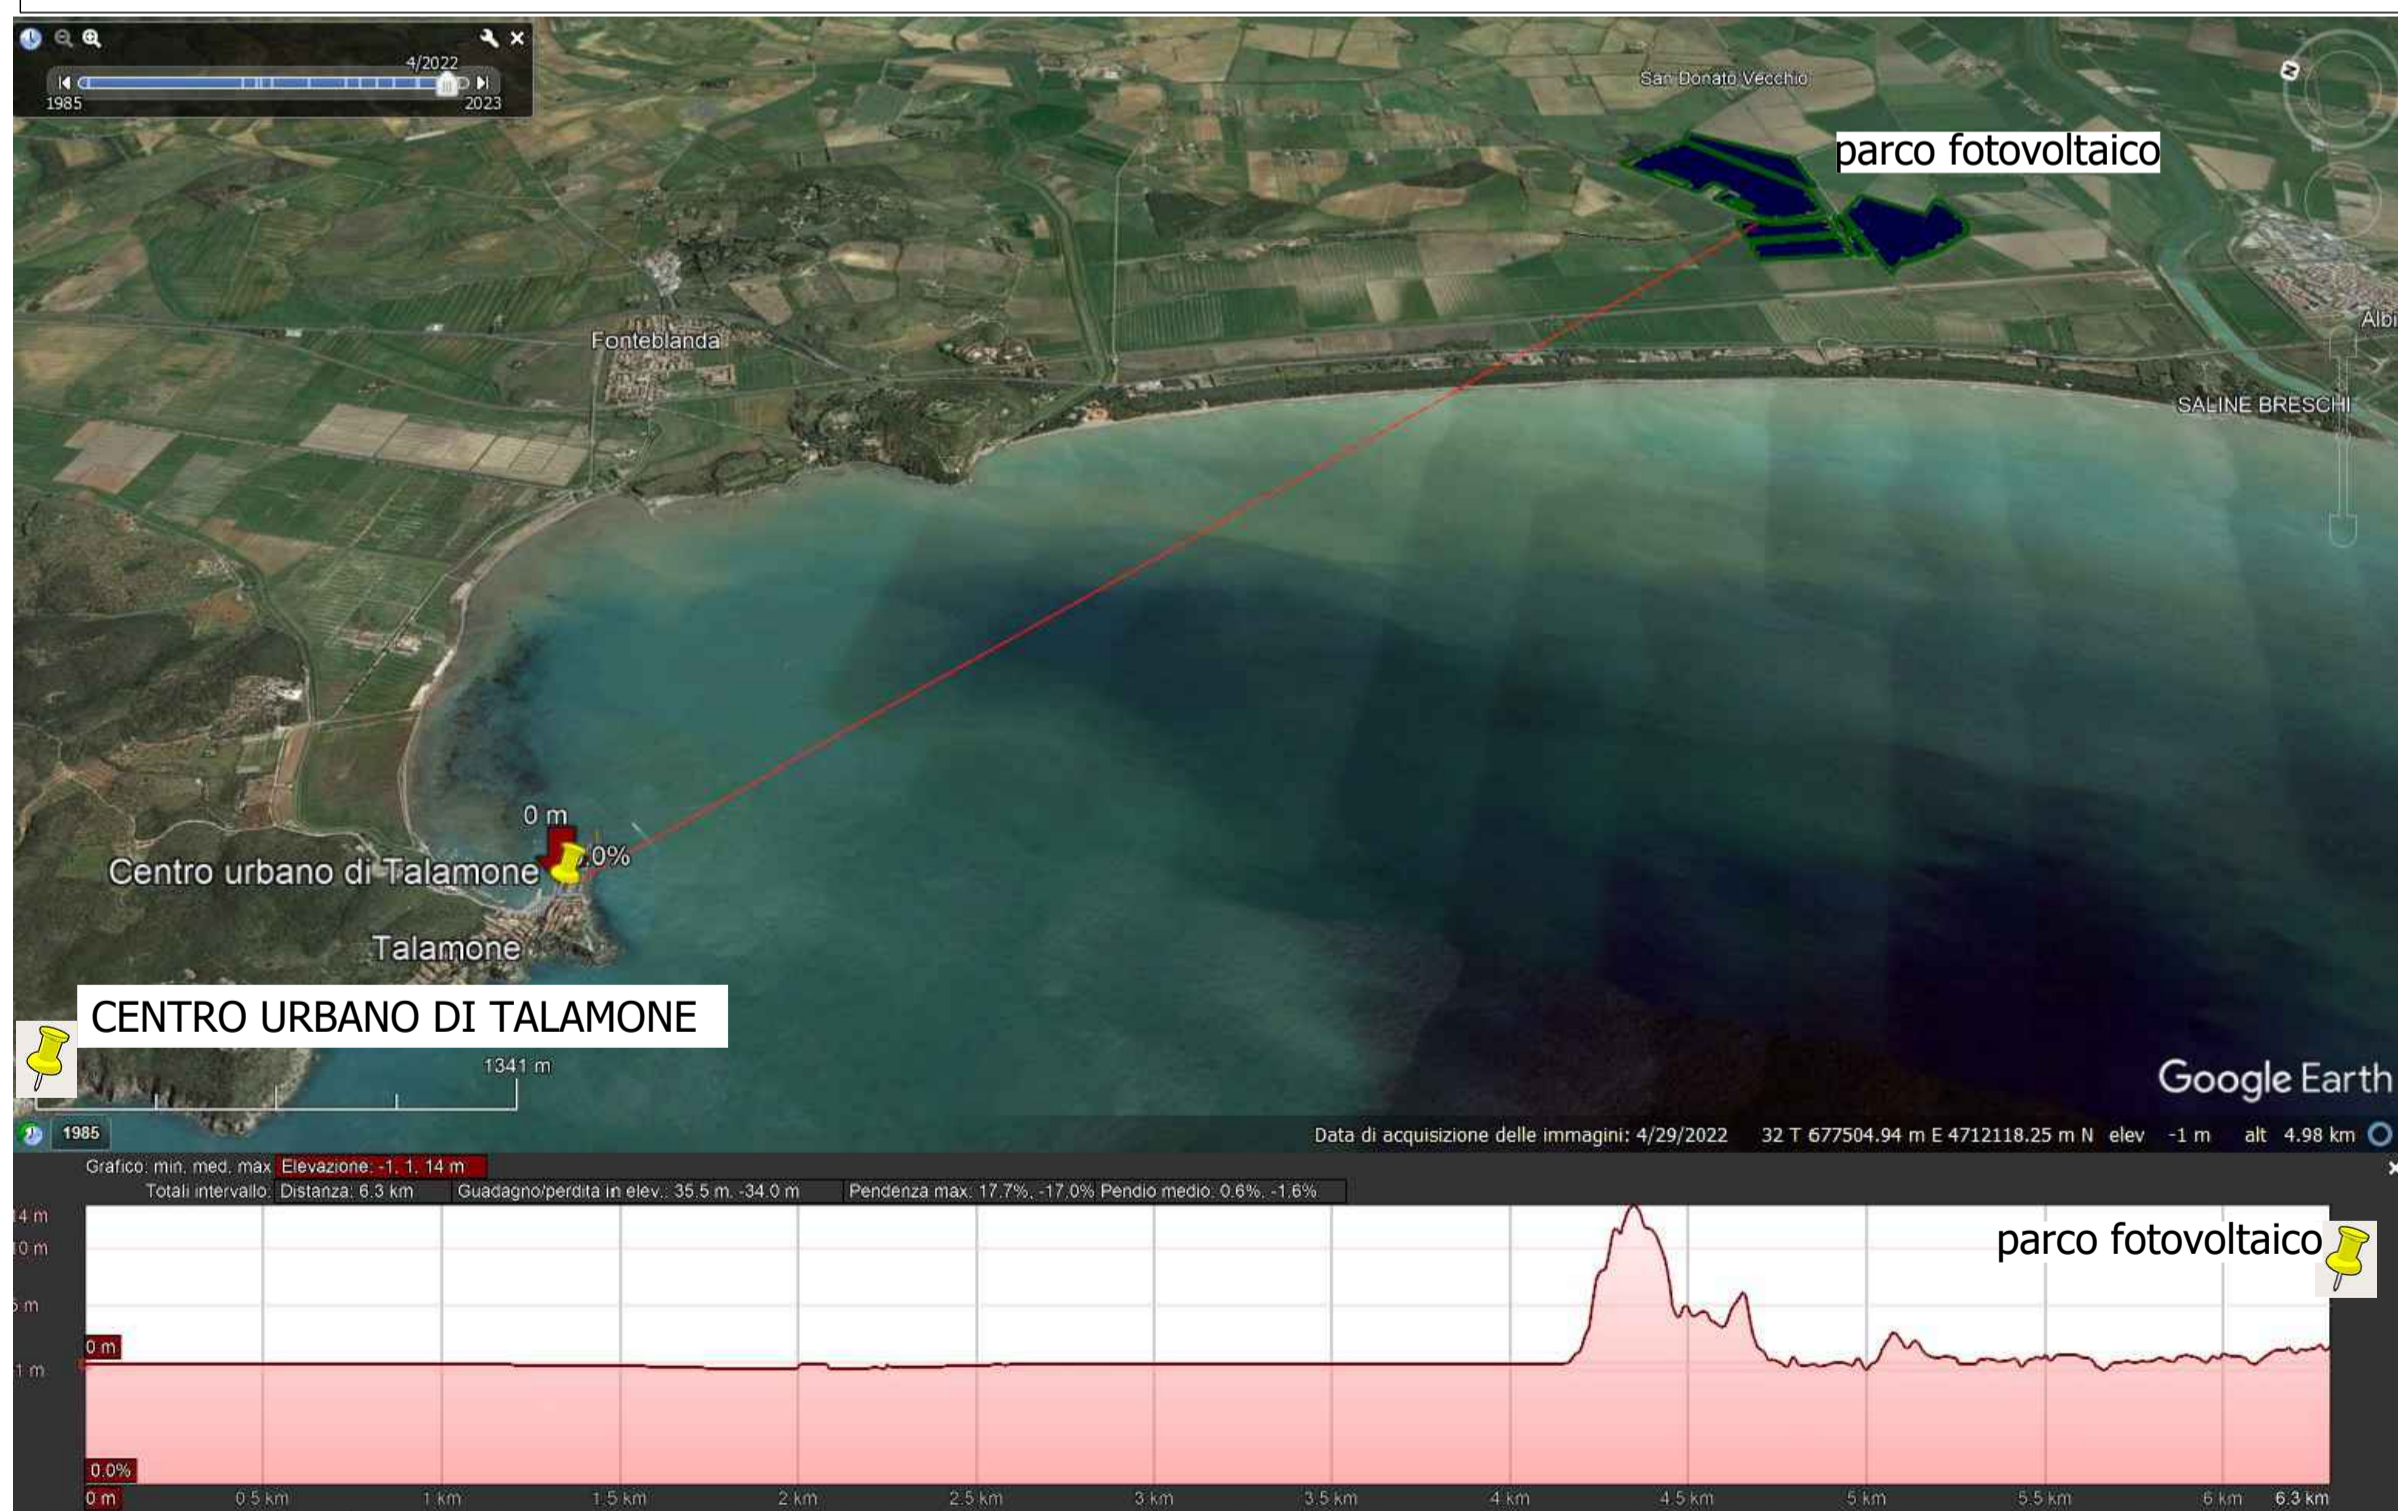 4/2022
1985
2023
San Donato Vecchio
N
parco fotovoltaico
Fonteblanda
Albi
SALINE BRESCHI
0 m
.0%
Centro urbano di Talamone
Talamone
CENTRO URBANO DI TALAMONE
1341 m
Google Earth
1985
Data di acquisizione delle immagini: 4/29/2022 32 T 677504.94 m E 4712118.25 m N elev -1 m alt 4.98 km
Grafico: min, med, max Elevazione: -1, 1, 14 m
Totali intervallo: Distanza: 6.3 km Guadagno/perdita in elev.: 35.5 m, -34.0 m Pendenza max: 17.7%, -17.0% Pendio medio: 0.6%, -1.6%
4 m
0 m
parco fotovoltaico
5 m
0 m
1 m
0.0%
0 m 0.5 km 1 km 1.5 km 2 km 2.5 km 3 km 3.5 km 4 km 4.5 km 5 km 5.5 km 6 km 6.3 km